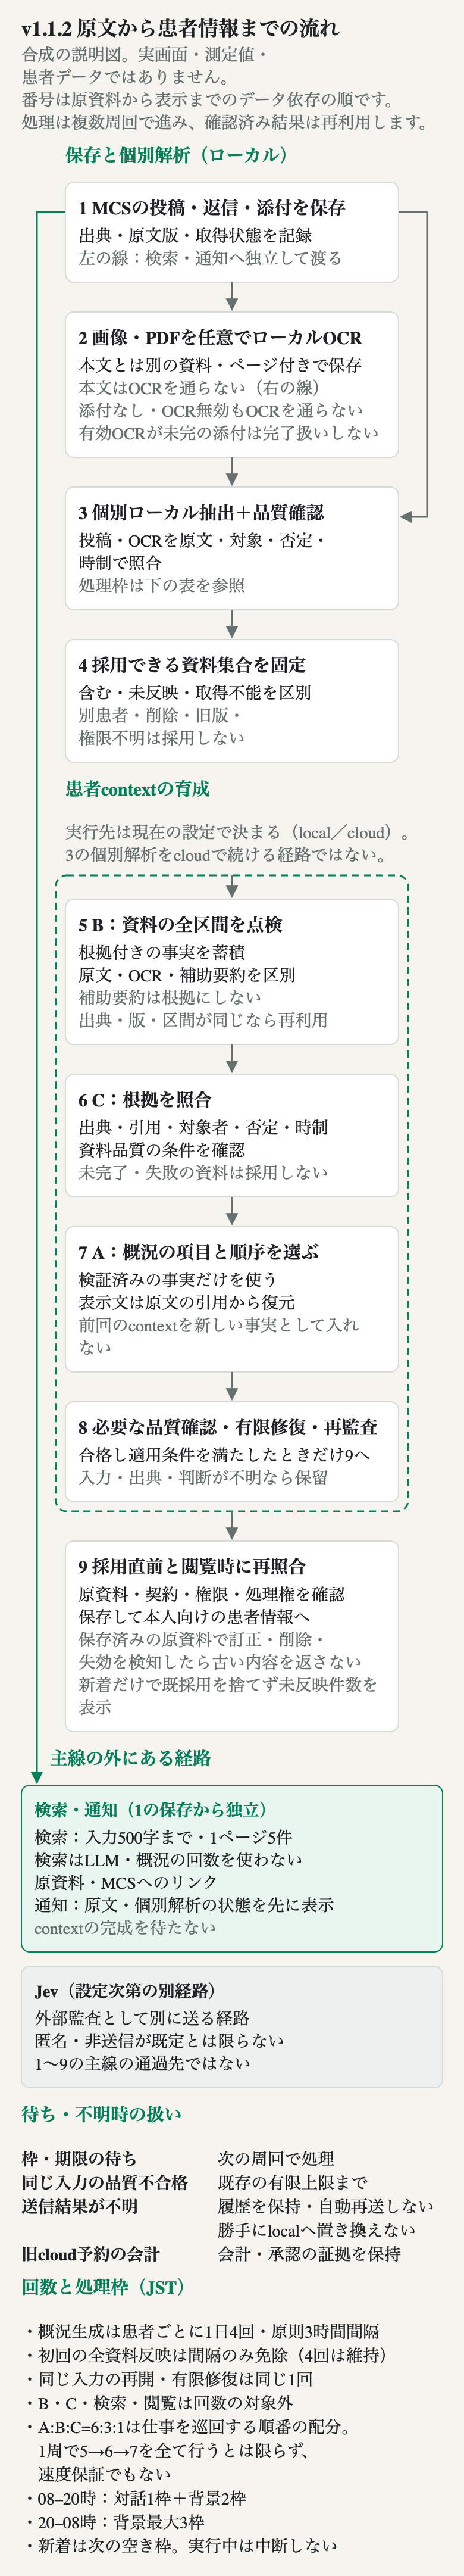 v1.1.2 原文から患者情報までの流れ
合成の説明図。実画面・測定値・
患者データではありません。
番号は原資料から表示までのデータ依存の順です。
処理は複数周回で進み、確認済み結果は再利用します。
保存と個別解析（ローカル）
1 MCSの投稿・返信・添付を保存
出典・原文版・取得状態を記録
左の線：検索・通知へ独立して渡る
2 画像・PDFを任意でローカルOCR
本文とは別の資料・ページ付きで保存
本文はOCRを通らない（右の線）
添付なし・OCR無効もOCRを通らない
有効OCRが未完の添付は完了扱いしない
3 個別ローカル抽出＋品質確認
投稿・OCRを原文・対象・否定・
時制で照合
処理枠は下の表を参照
4 採用できる資料集合を固定
含む・未反映・取得不能を区別
別患者・削除・旧版・
権限不明は採用しない
患者contextの育成
実行先は現在の設定で決まる（local／cloud）。
3の個別解析をcloudで続ける経路ではない。
5 B：資料の全区間を点検
根拠付きの事実を蓄積
原文・OCR・補助要約を区別
補助要約は根拠にしない
出典・版・区間が同じなら再利用
6 C：根拠を照合
出典・引用・対象者・否定・時制
資料品質の条件を確認
未完了・失敗の資料は採用しない
7 A：概況の項目と順序を選ぶ
検証済みの事実だけを使う
表示文は原文の引用から復元
前回のcontextを新しい事実として入れ
ない
8 必要な品質確認・有限修復・再監査
合格し適用条件を満たしたときだけ9へ
入力・出典・判断が不明なら保留
9 採用直前と閲覧時に再照合
原資料・契約・権限・処理権を確認
保存して本人向けの患者情報へ
保存済みの原資料で訂正・削除・
失効を検知したら古い内容を返さない
新着だけで既採用を捨てず未反映件数を
表示
主線の外にある経路
検索・通知（1の保存から独立）
検索：入力500字まで・1ページ5件
検索はLLM・概況の回数を使わない
原資料・MCSへのリンク
通知：原文・個別解析の状態を先に表示
contextの完成を待たない
Jev（設定次第の別経路）
外部監査として別に送る経路
匿名・非送信が既定とは限らない
1〜9の主線の通過先ではない
待ち・不明時の扱い
枠・期限の待ち 次の周回で処理
同じ入力の品質不合格 既存の有限上限まで
送信結果が不明 履歴を保持・自動再送しない
勝手にlocalへ置き換えない
旧cloud予約の会計 会計・承認の証拠を保持
回数と処理枠（JST）
・概況生成は患者ごとに1日4回・原則3時間間隔
・初回の全資料反映は間隔のみ免除（4回は維持）
・同じ入力の再開・有限修復は同じ1回
・B・C・検索・閲覧は回数の対象外
・A:B:C=6:3:1は仕事を巡回する順番の配分。
1周で5→6→7を全て行うとは限らず、
速度保証でもない
・08–20時：対話1枠＋背景2枠
・20–08時：背景最大3枠
・新着は次の空き枠。実行中は中断しない